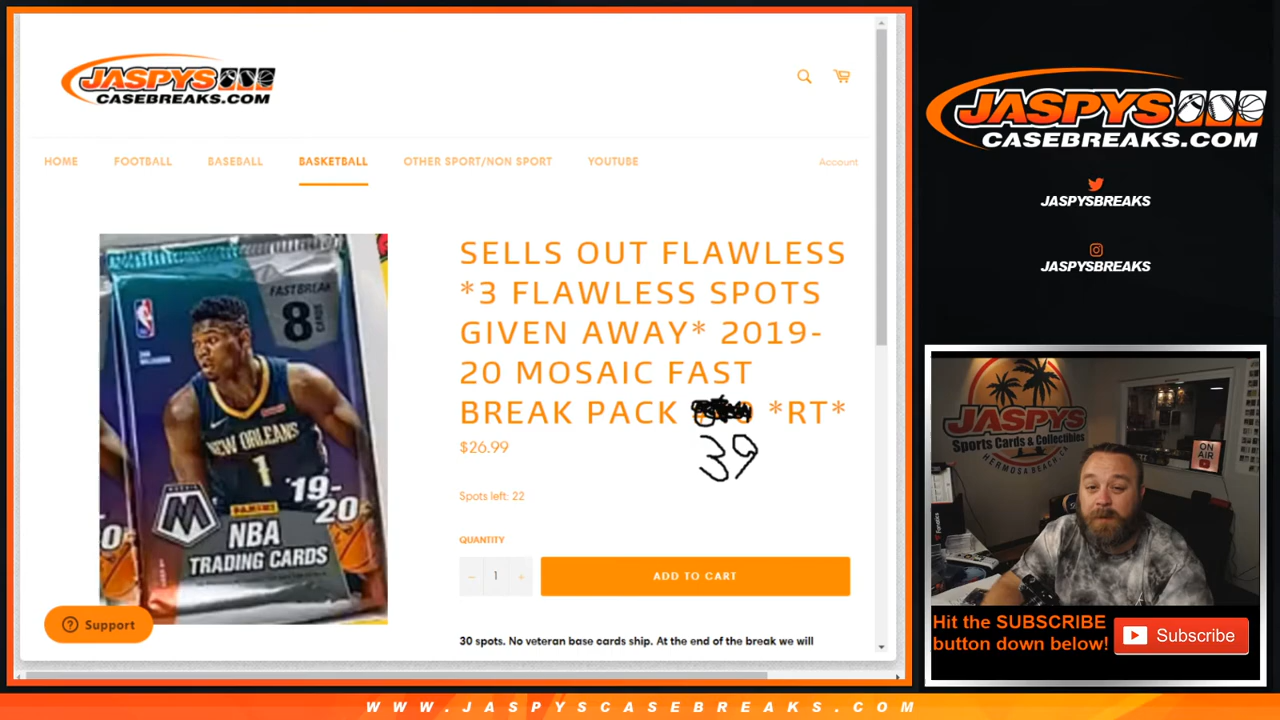 JASPYS
CASEBREAKS.COM
HOME
FOOTBALL
BASEBALL
BASKETBALL
OTHER SPORT/NON SPORT
YOUTUBE
Account
FAST BREAK
8
CARDS
NEW ORLEANS
1
19-
20
PANINI
NBA
TRADING CARDS
SELLS OUT FLAWLESS
*3 FLAWLESS SPOTS
GIVEN AWAY* 2019-
20 MOSAIC FAST
BREAK PACK *RT*
39
$26.99
Spots left: 22
QUANTITY
− 1 +
ADD TO CART
Support
30 spots. No veteran base cards ship. At the end of the break we will
JASPYS
CASEBREAKS.COM
JASPYSBREAKS
JASPYSBREAKS
JASPYS
Sports Cards & Collectibles
HERMOSA BEACH, CA
ON
AIR
Hit the SUBSCRIBE
button down below!
Subscribe
WWW.JASPYSCASEBREAKS.COM